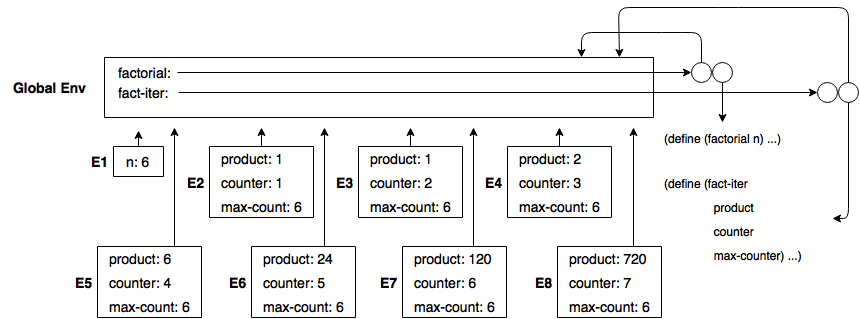 Global Env
factorial:
fact-iter:
(define (factorial n) ...)
(define (fact-iter
product
counter
max-counter) ...)
E1
n: 6
E2
product: 1
counter: 1
max-count: 6
E3
product: 1
counter: 2
max-count: 6
E4
product: 2
counter: 3
max-count: 6
E5
product: 6
counter: 4
max-count: 6
E6
product: 24
counter: 5
max-count: 6
E7
product: 120
counter: 6
max-count: 6
E8
product: 720
counter: 7
max-count: 6